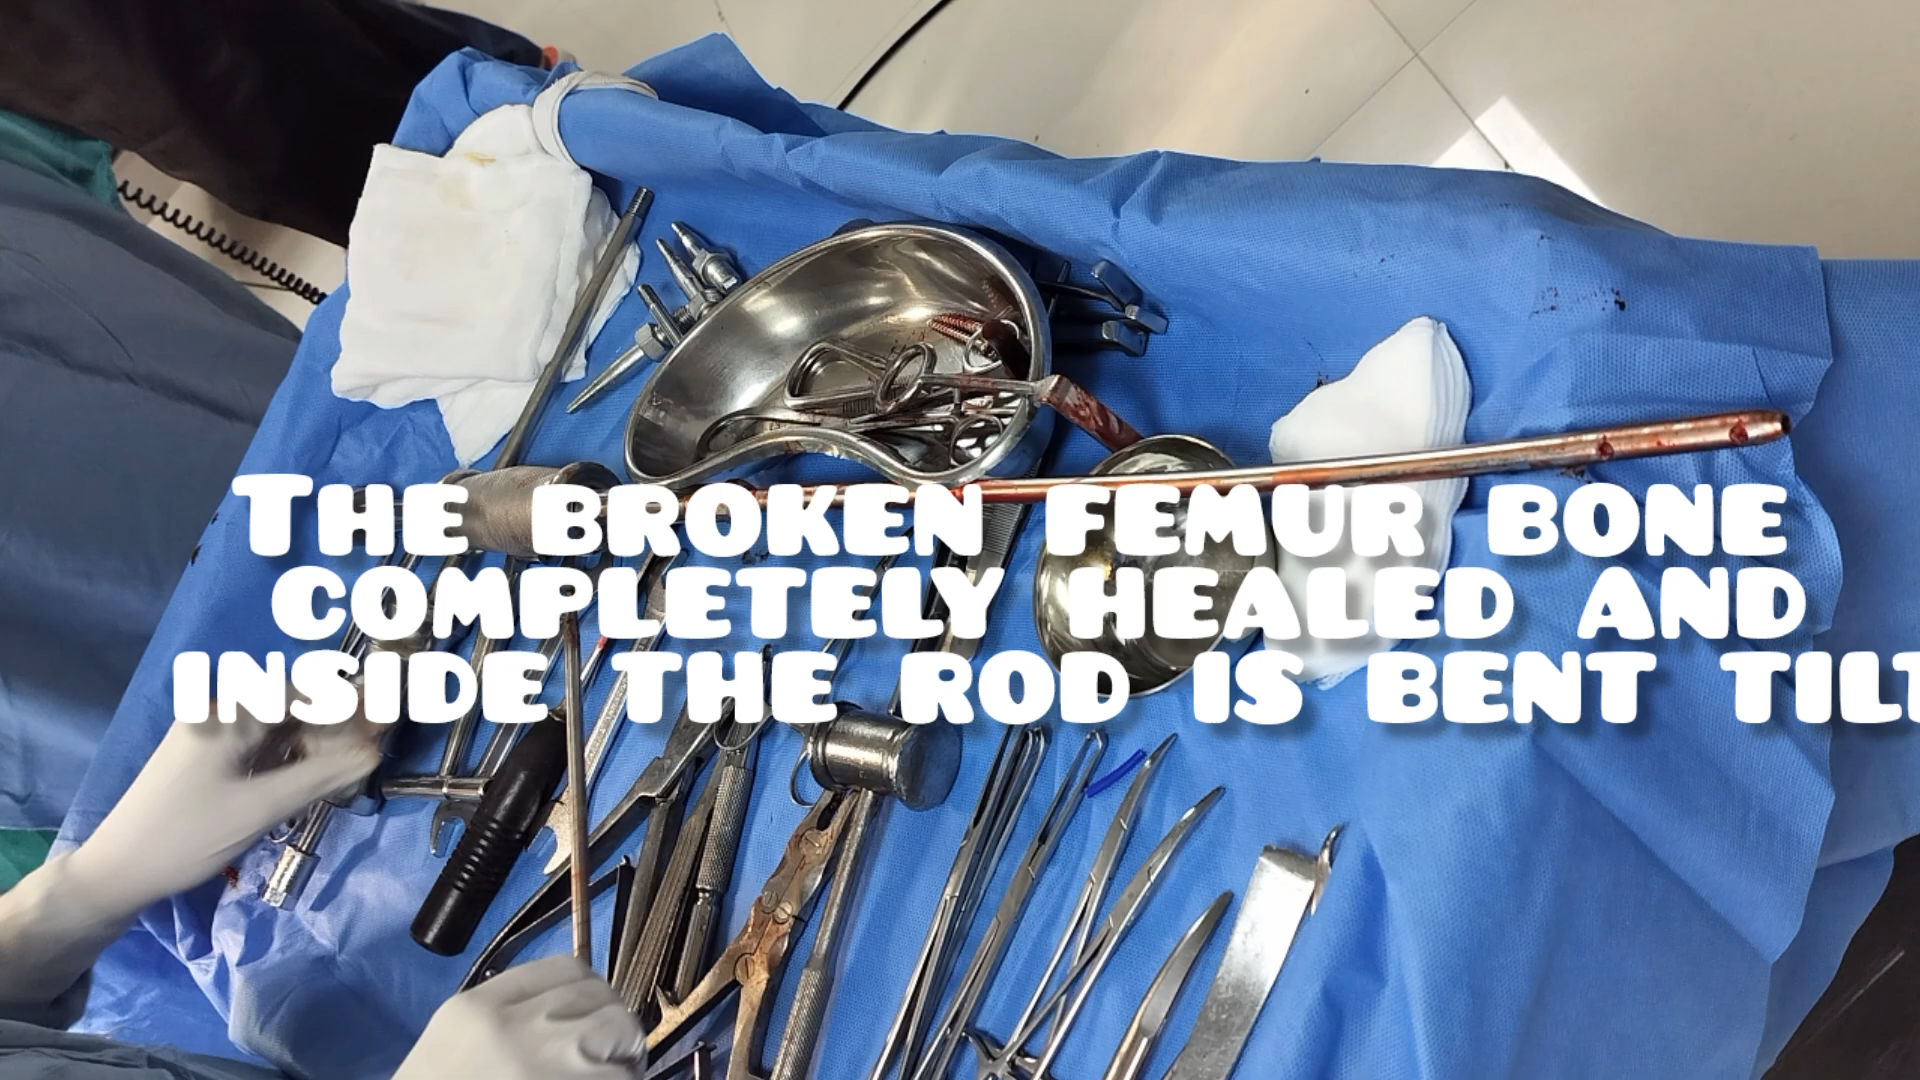 The broken femur bone
completely healed and
inside the rod is bent tilt